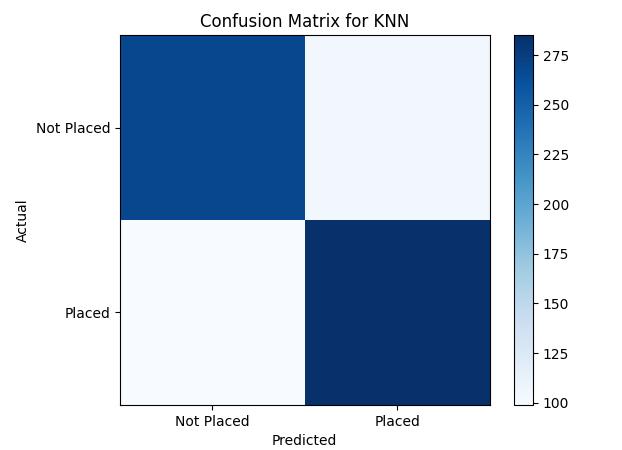 Confusion Matrix for KNN
Actual
Not Placed
Placed
Not Placed
Placed
Predicted
275
250
225
200
175
150
125
100